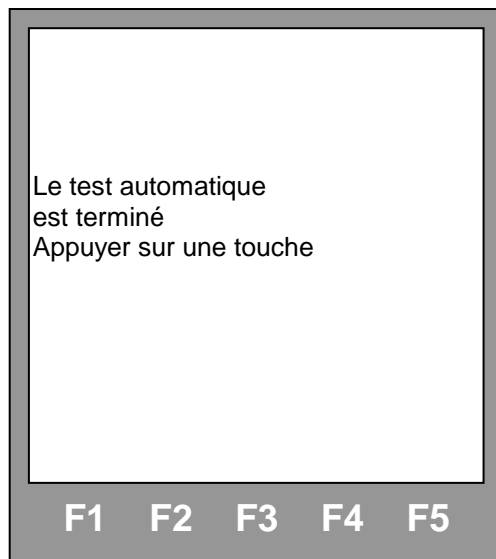 Le test automatique
est terminé
Appuyer sur une touche
F1 F2 F3 F4 F5